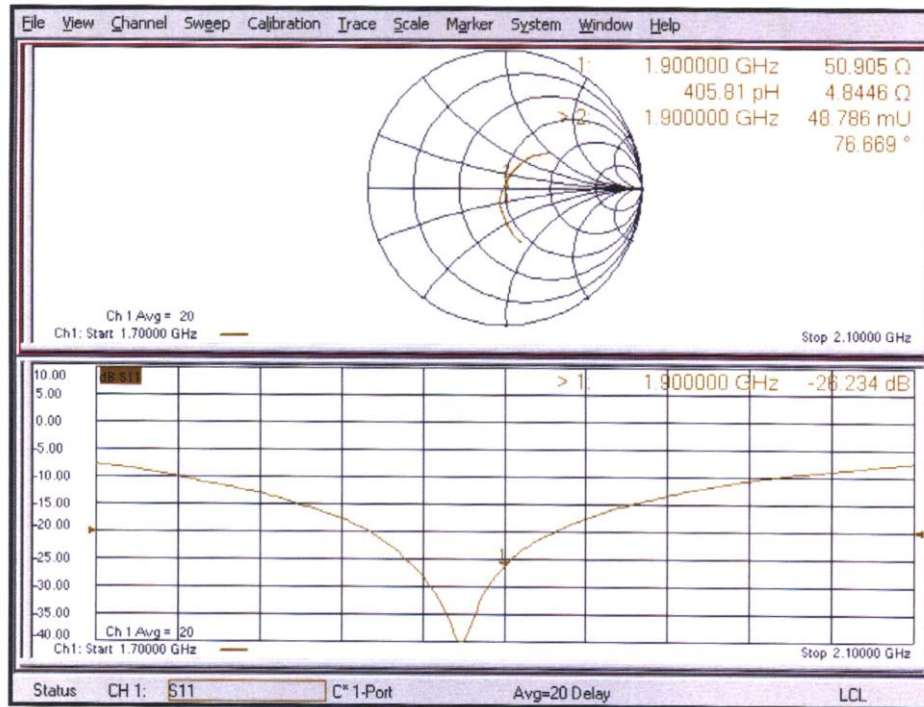 File View Channel Sweep Calibration Trace Scale Marker System Window Help
1: 1.900000 GHz 50.905 Ω
405.81 pH 4.8446 Ω
> 2: 1.900000 GHz 48.786 mU
76.669 °
Ch 1 Avg = 20
Ch1: Start 1.70000 GHz Stop 2.10000 GHz
10.00 dB S11 > 1: 1.900000 GHz -26.234 dB
5.00
0.00
-5.00
-10.00
-15.00
-20.00
-25.00
1
-30.00
-35.00
-40.00 Ch 1 Avg = 20
Ch1: Start 1.70000 GHz Stop 2.10000 GHz
Status CH 1: S11 C* 1-Port Avg=20 Delay LCL